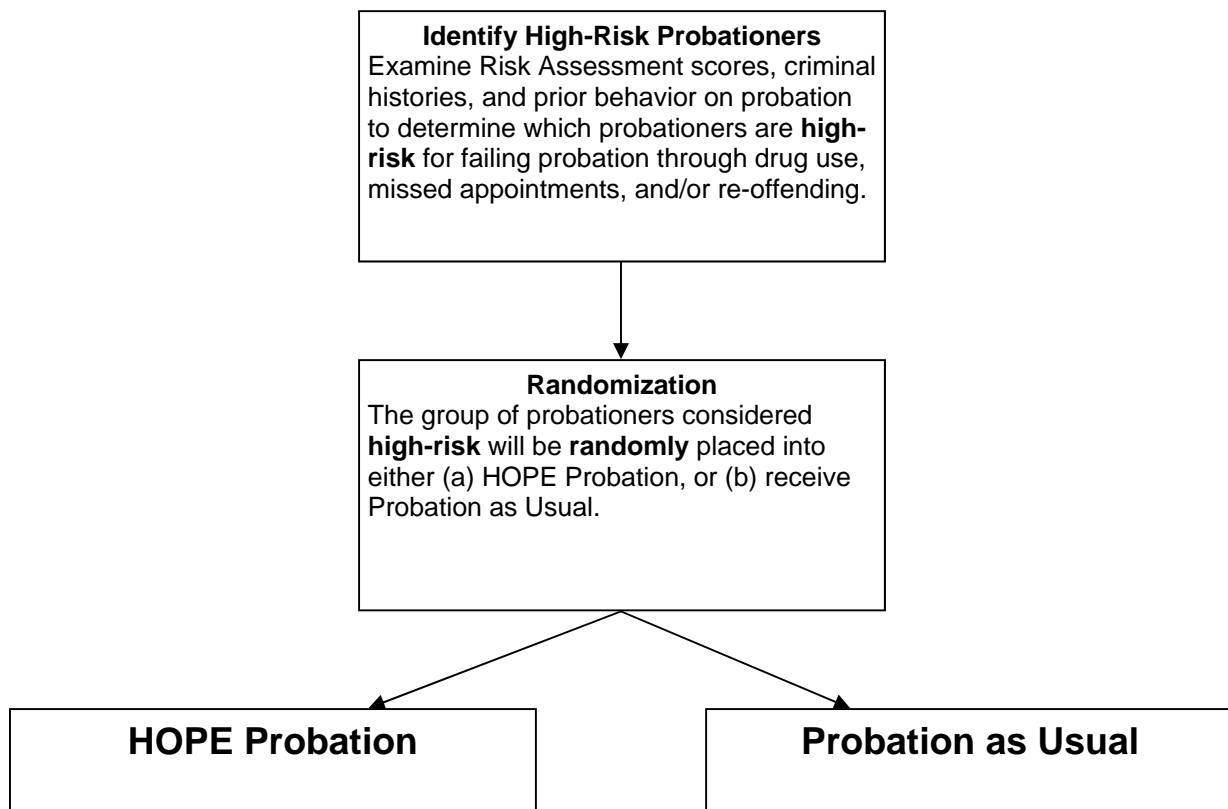 Identify High-Risk Probationers
Examine Risk Assessment scores, criminal
histories, and prior behavior on probation
to determine which probationers are high-
risk for failing probation through drug use,
missed appointments, and/or re-offending.
Randomization
The group of probationers considered
high-risk will be randomly placed into
either (a) HOPE Probation, or (b) receive
Probation as Usual.
HOPE Probation
Probation as Usual